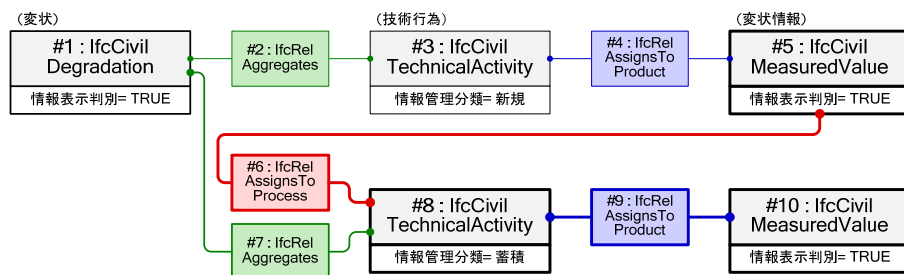 （変状）
（技術行為）
（変状情報）
#1 : IfcCivil
Degradation
情報表示判別= TRUE
#2 : IfcRel
Aggregates
#3 : IfcCivil
TechnicalActivity
情報管理分類= 新規
#4 : IfcRel
AssignsTo
Product
#5 : IfcCivil
MeasuredValue
情報表示判別= TRUE
#6 : IfcRel
AssignsTo
Process
#7 : IfcRel
Aggregates
#8 : IfcCivil
TechnicalActivity
情報管理分類= 蓄積
#9 : IfcRel
AssignsTo
Product
#10 : IfcCivil
MeasuredValue
情報表示判別= TRUE